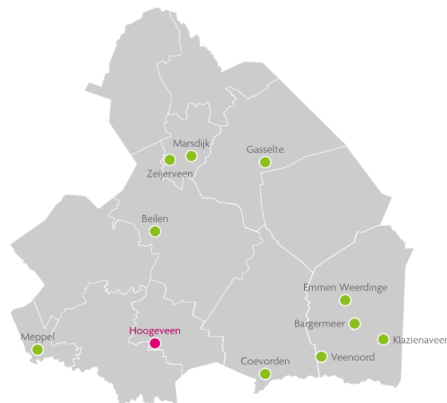 Marsdijk
Gasselte
Zeijerveen
Beilen
Emmen Weerdinge
Bargermeer
Hoogeveen
Meppel
Klazienaveen
Veenoord
Coevorden